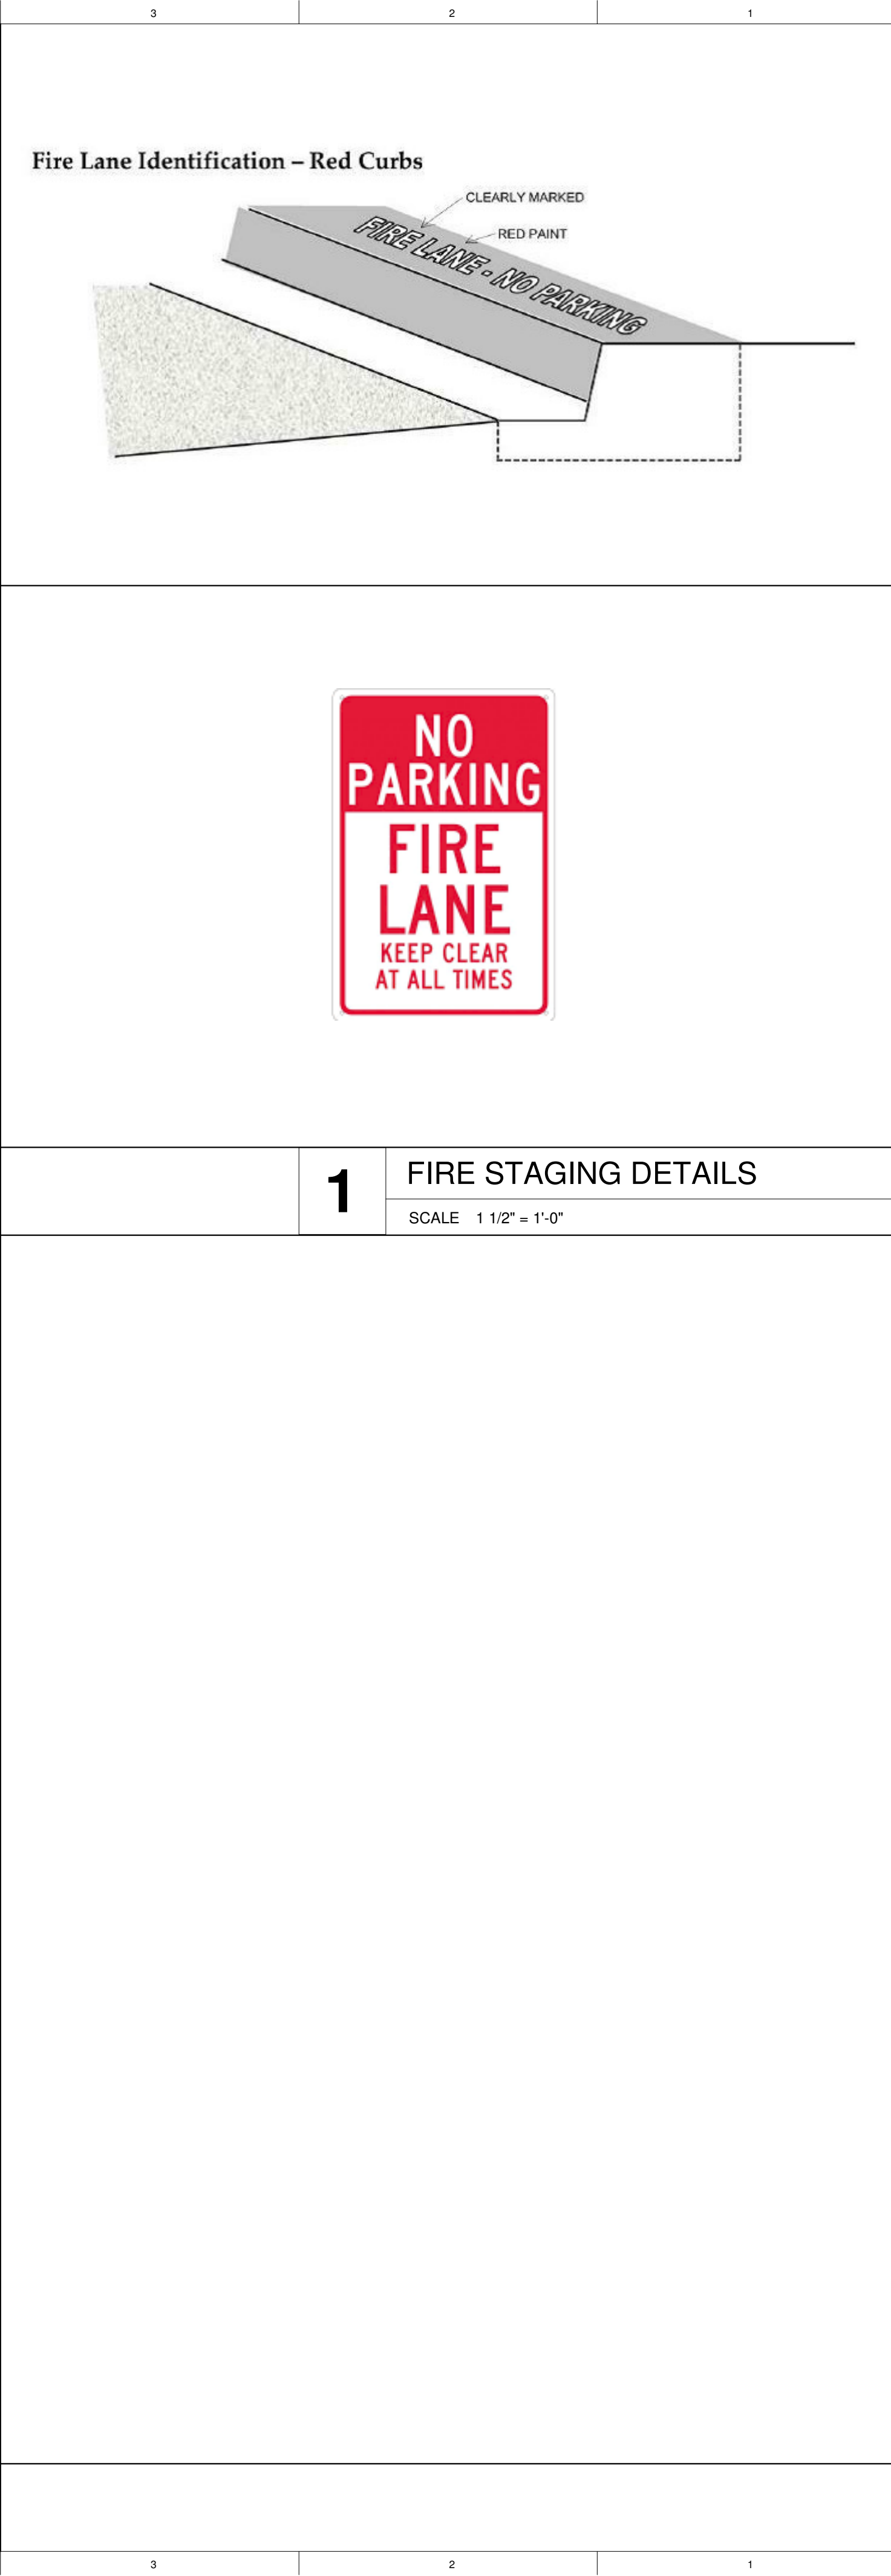 3 2 1
Fire Lane Identification – Red Curbs
CLEARLY MARKED
RED PAINT
FIRE LANE - NO PARKING
NO
PARKING
FIRE
LANE
KEEP CLEAR
AT ALL TIMES
1
FIRE STAGING DETAILS
SCALE 1 1/2" = 1'-0"
3 2 1